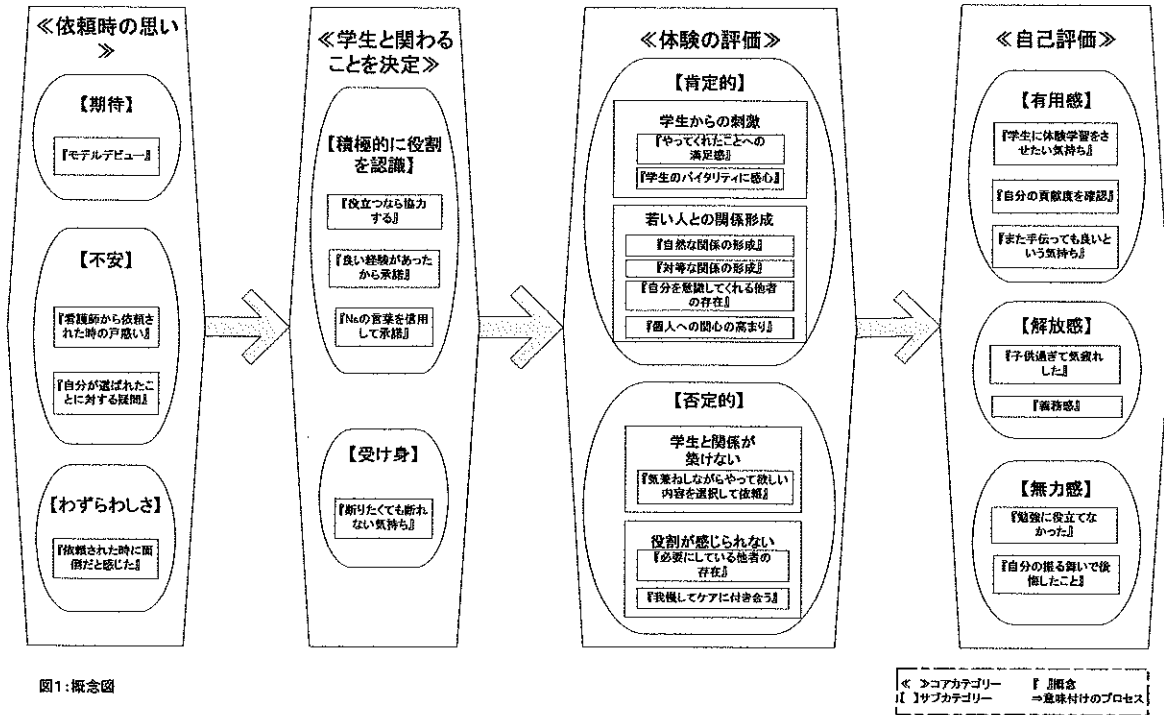 ≪依頼時の思い
≫
【期待】
『モデルデビュー』
【不安】
『看護師から依頼さ
れた時の戸惑い』
『自分が選ばれたこ
とに対する疑問』
【わずらわしさ】
『依頼された時に面
倒だと感じた』
≪学生と関わる
ことを決定≫
【積極的に役割
を認識】
『役立つなら協力
する』
『良い経験があった
から承諾』
『Nsの言葉を信用
して承諾』
【受け身】
『断りたくても断れ
ない気持ち』
≪体験の評価≫
【肯定的】
学生からの刺激
『やってくれたことへの
満足感』
『学生のバイタリティに感心』
若い人との関係形成
『自然な関係の形成』
『対等な関係の形成』
『自分を意識してくれる他者
の存在』
『個人への関心の高まり』
【否定的】
学生と関係が
築けない
『気兼ねしながらやって欲しい
内容を選択して依頼』
役割が感じられない
『必要にしている他者の
存在』
『我慢してケアに付き合う』
≪自己評価≫
【有用感】
『学生に体験学習をさ
せたい気持ち』
『自分の貢献度を確認』
『また手伝っても良いと
いう気持ち』
【解放感】
『子供過ぎて気疲れ
した』
『義務感』
【無力感】
『勉強に役立てな
かった』
『自分の振る舞いで後
悔したこと』
図1:概念図
≪ ≫コアカテゴリー 『 』概念
【 】サブカテゴリー ⇒意味付けのプロセス